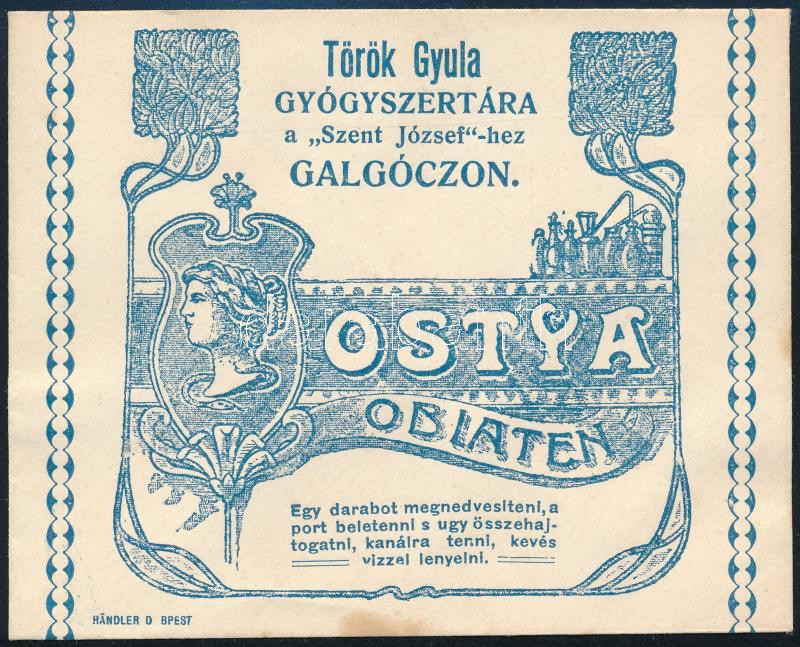 Török Gyula
GYÓGYSZERTÁRA
a „Szent József“-hez
GALGÓCZON.
OSTYA
OBLATEN
Egy darabot megnedvesiteni, a
port beletenni s ugy összehaj-
togatni, kanálra tenni, kevés
vizzel lenyelni.
HÄNDLER D BPEST